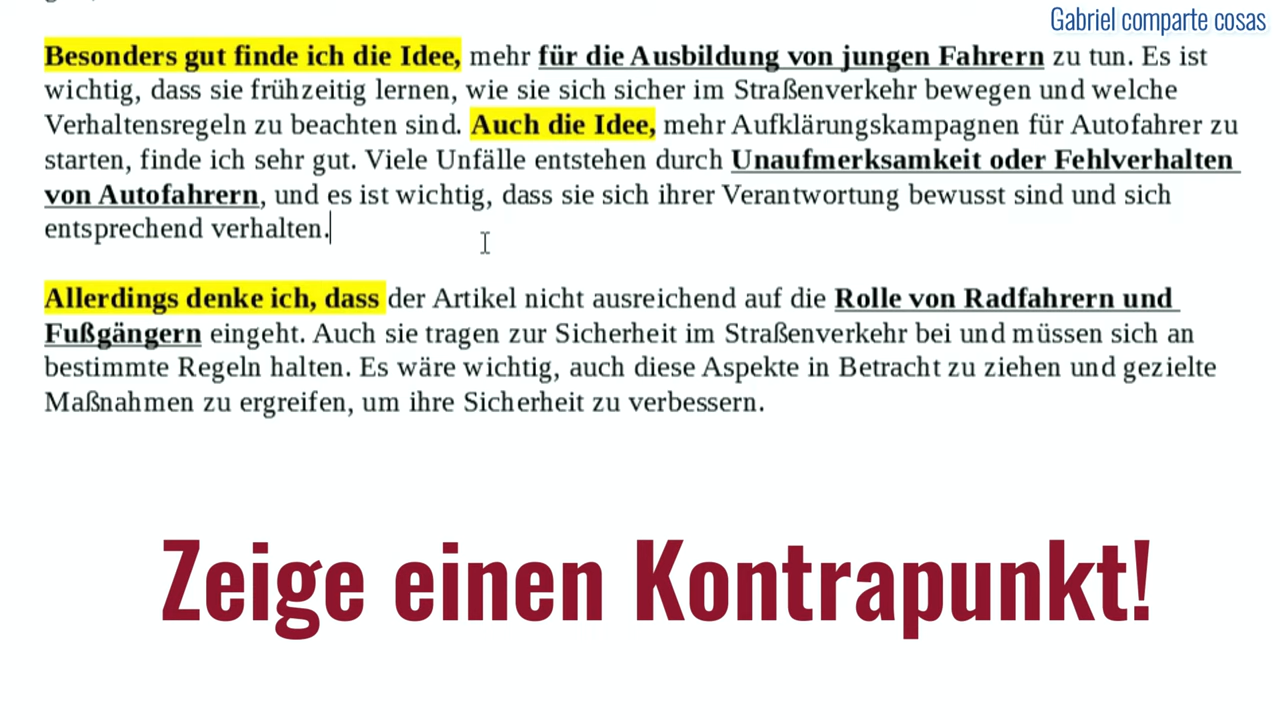 Gabriel comparte cosas
Besonders gut finde ich die Idee, mehr für die Ausbildung von jungen Fahrern zu tun. Es ist
wichtig, dass sie frühzeitig lernen, wie sie sich sicher im Straßenverkehr bewegen und welche
Verhaltensregeln zu beachten sind. Auch die Idee, mehr Aufklärungskampagnen für Autofahrer zu
starten, finde ich sehr gut. Viele Unfälle entstehen durch Unaufmerksamkeit oder Fehlverhalten
von Autofahrern, und es ist wichtig, dass sie sich ihrer Verantwortung bewusst sind und sich
entsprechend verhalten.
Allerdings denke ich, dass der Artikel nicht ausreichend auf die Rolle von Radfahrern und
Fußgängern eingeht. Auch sie tragen zur Sicherheit im Straßenverkehr bei und müssen sich an
bestimmte Regeln halten. Es wäre wichtig, auch diese Aspekte in Betracht zu ziehen und gezielte
Maßnahmen zu ergreifen, um ihre Sicherheit zu verbessern.
Zeige einen Kontrapunkt!